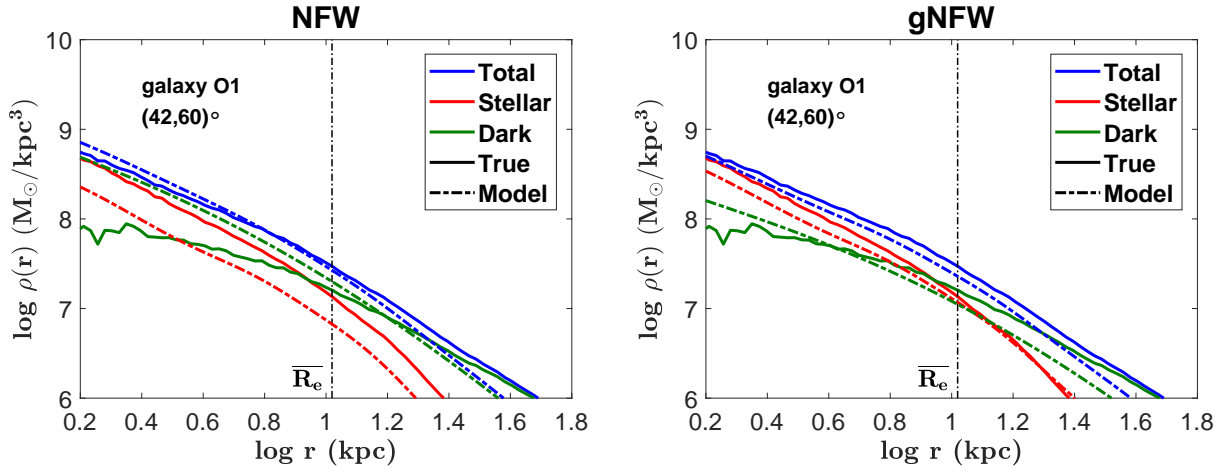 NFW
10
9
8
7
6
log ρ(r) (M⊙/kpc³)
galaxy O1
(42,60)°
Total
Stellar
Dark
True
Model
R̅e
0.2 0.4 0.6 0.8 1 1.2 1.4 1.6 1.8
log r (kpc)
gNFW
10
9
8
7
6
log ρ(r) (M⊙/kpc³)
galaxy O1
(42,60)°
Total
Stellar
Dark
True
Model
R̅e
0.2 0.4 0.6 0.8 1 1.2 1.4 1.6 1.8
log r (kpc)